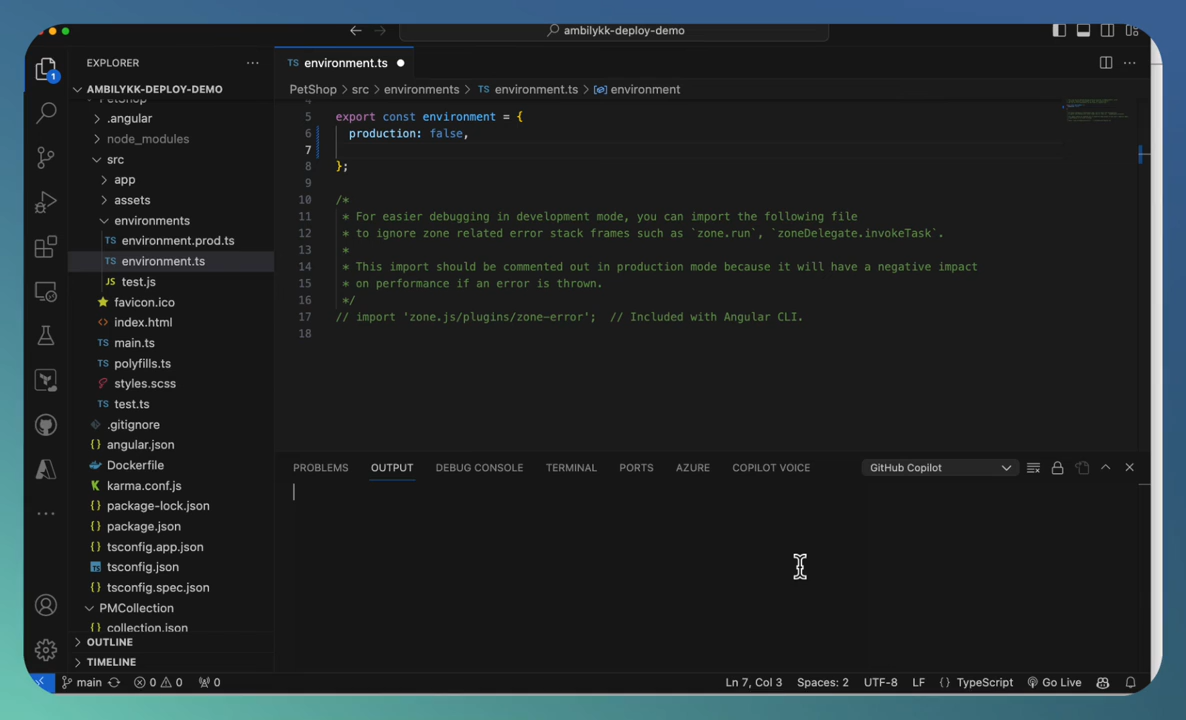 ambilykk-deploy-demo
EXPLORER
AMBILYKK-DEPLOY-DEMO
PetShop
.angular
node_modules
src
app
assets
environments
environment.prod.ts
environment.ts
test.js
favicon.ico
index.html
main.ts
polyfills.ts
styles.scss
test.ts
.gitignore
angular.json
Dockerfile
karma.conf.js
package-lock.json
package.json
tsconfig.app.json
tsconfig.json
tsconfig.spec.json
PMCollection
collection.json
OUTLINE
TIMELINE
TS environment.ts
PetShop > src > environments > TS environment.ts > environment
5 export const environment = {
6 production: false,
7
8 };
9
10 /*
11 * For easier debugging in development mode, you can import the following file
12 * to ignore zone related error stack frames such as `zone.run`, `zoneDelegate.invokeTask`.
13 *
14 * This import should be commented out in production mode because it will have a negative impact
15 * on performance if an error is thrown.
16 */
17 // import 'zone.js/plugins/zone-error'; // Included with Angular CLI.
18
PROBLEMS OUTPUT DEBUG CONSOLE TERMINAL PORTS AZURE COPILOT VOICE GitHub Copilot
main 0 0 0 Ln 7, Col 3 Spaces: 2 UTF-8 LF {} TypeScript Go Live